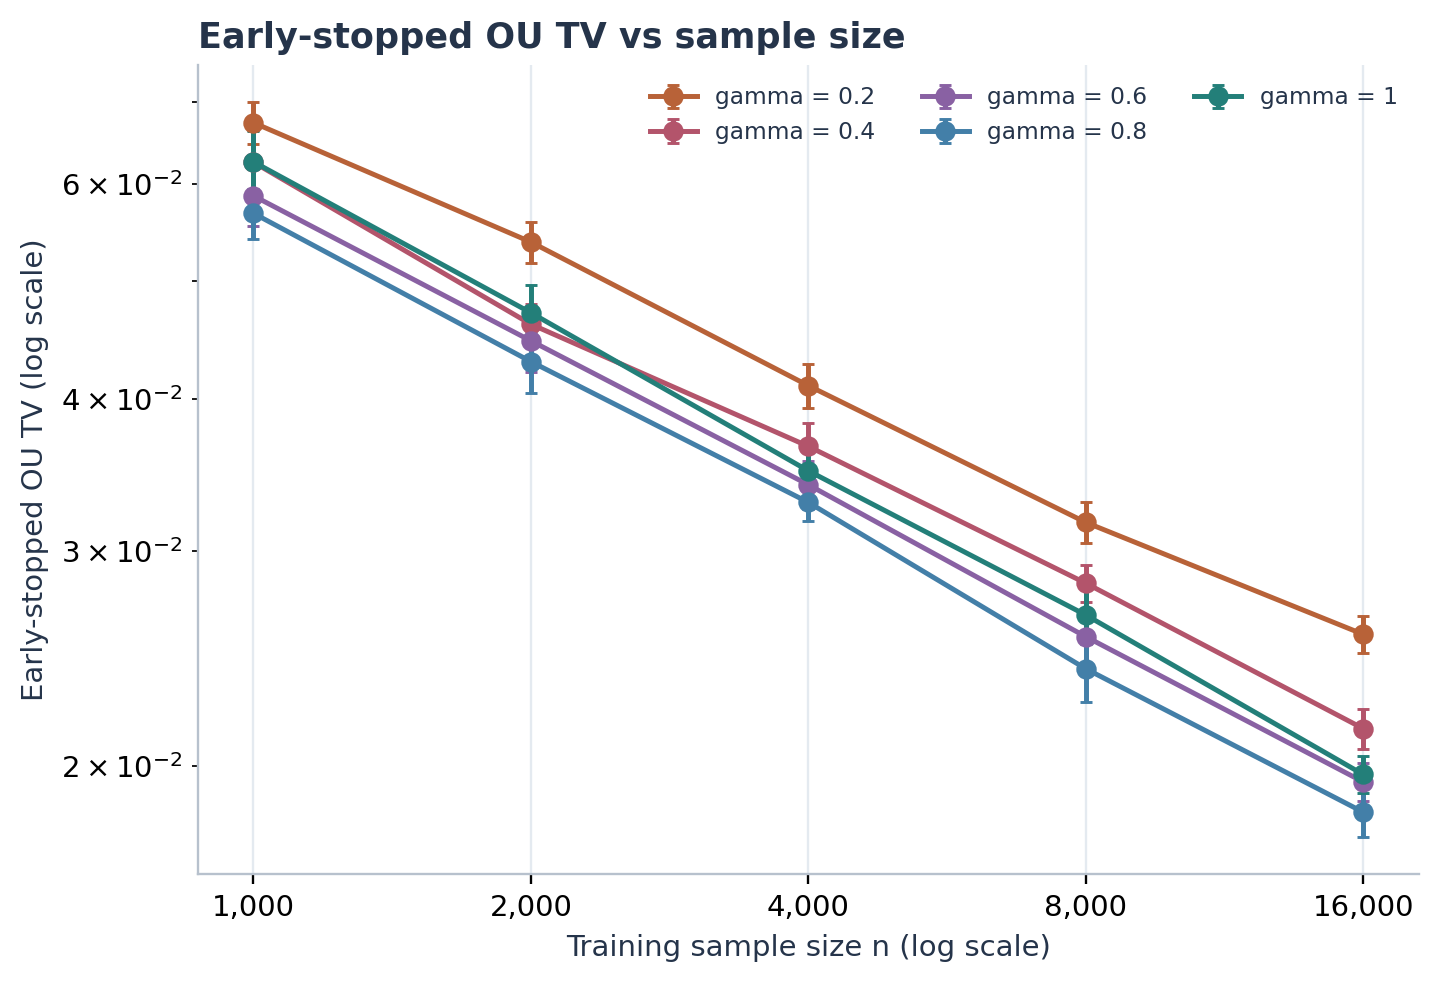 Early-stopped OU TV vs sample size
gamma = 0.2
gamma = 0.4
gamma = 0.6
gamma = 0.8
gamma = 1
Early-stopped OU TV (log scale)
6 × 10⁻²
4 × 10⁻²
3 × 10⁻²
2 × 10⁻²
1,000 2,000 4,000 8,000 16,000
Training sample size n (log scale)